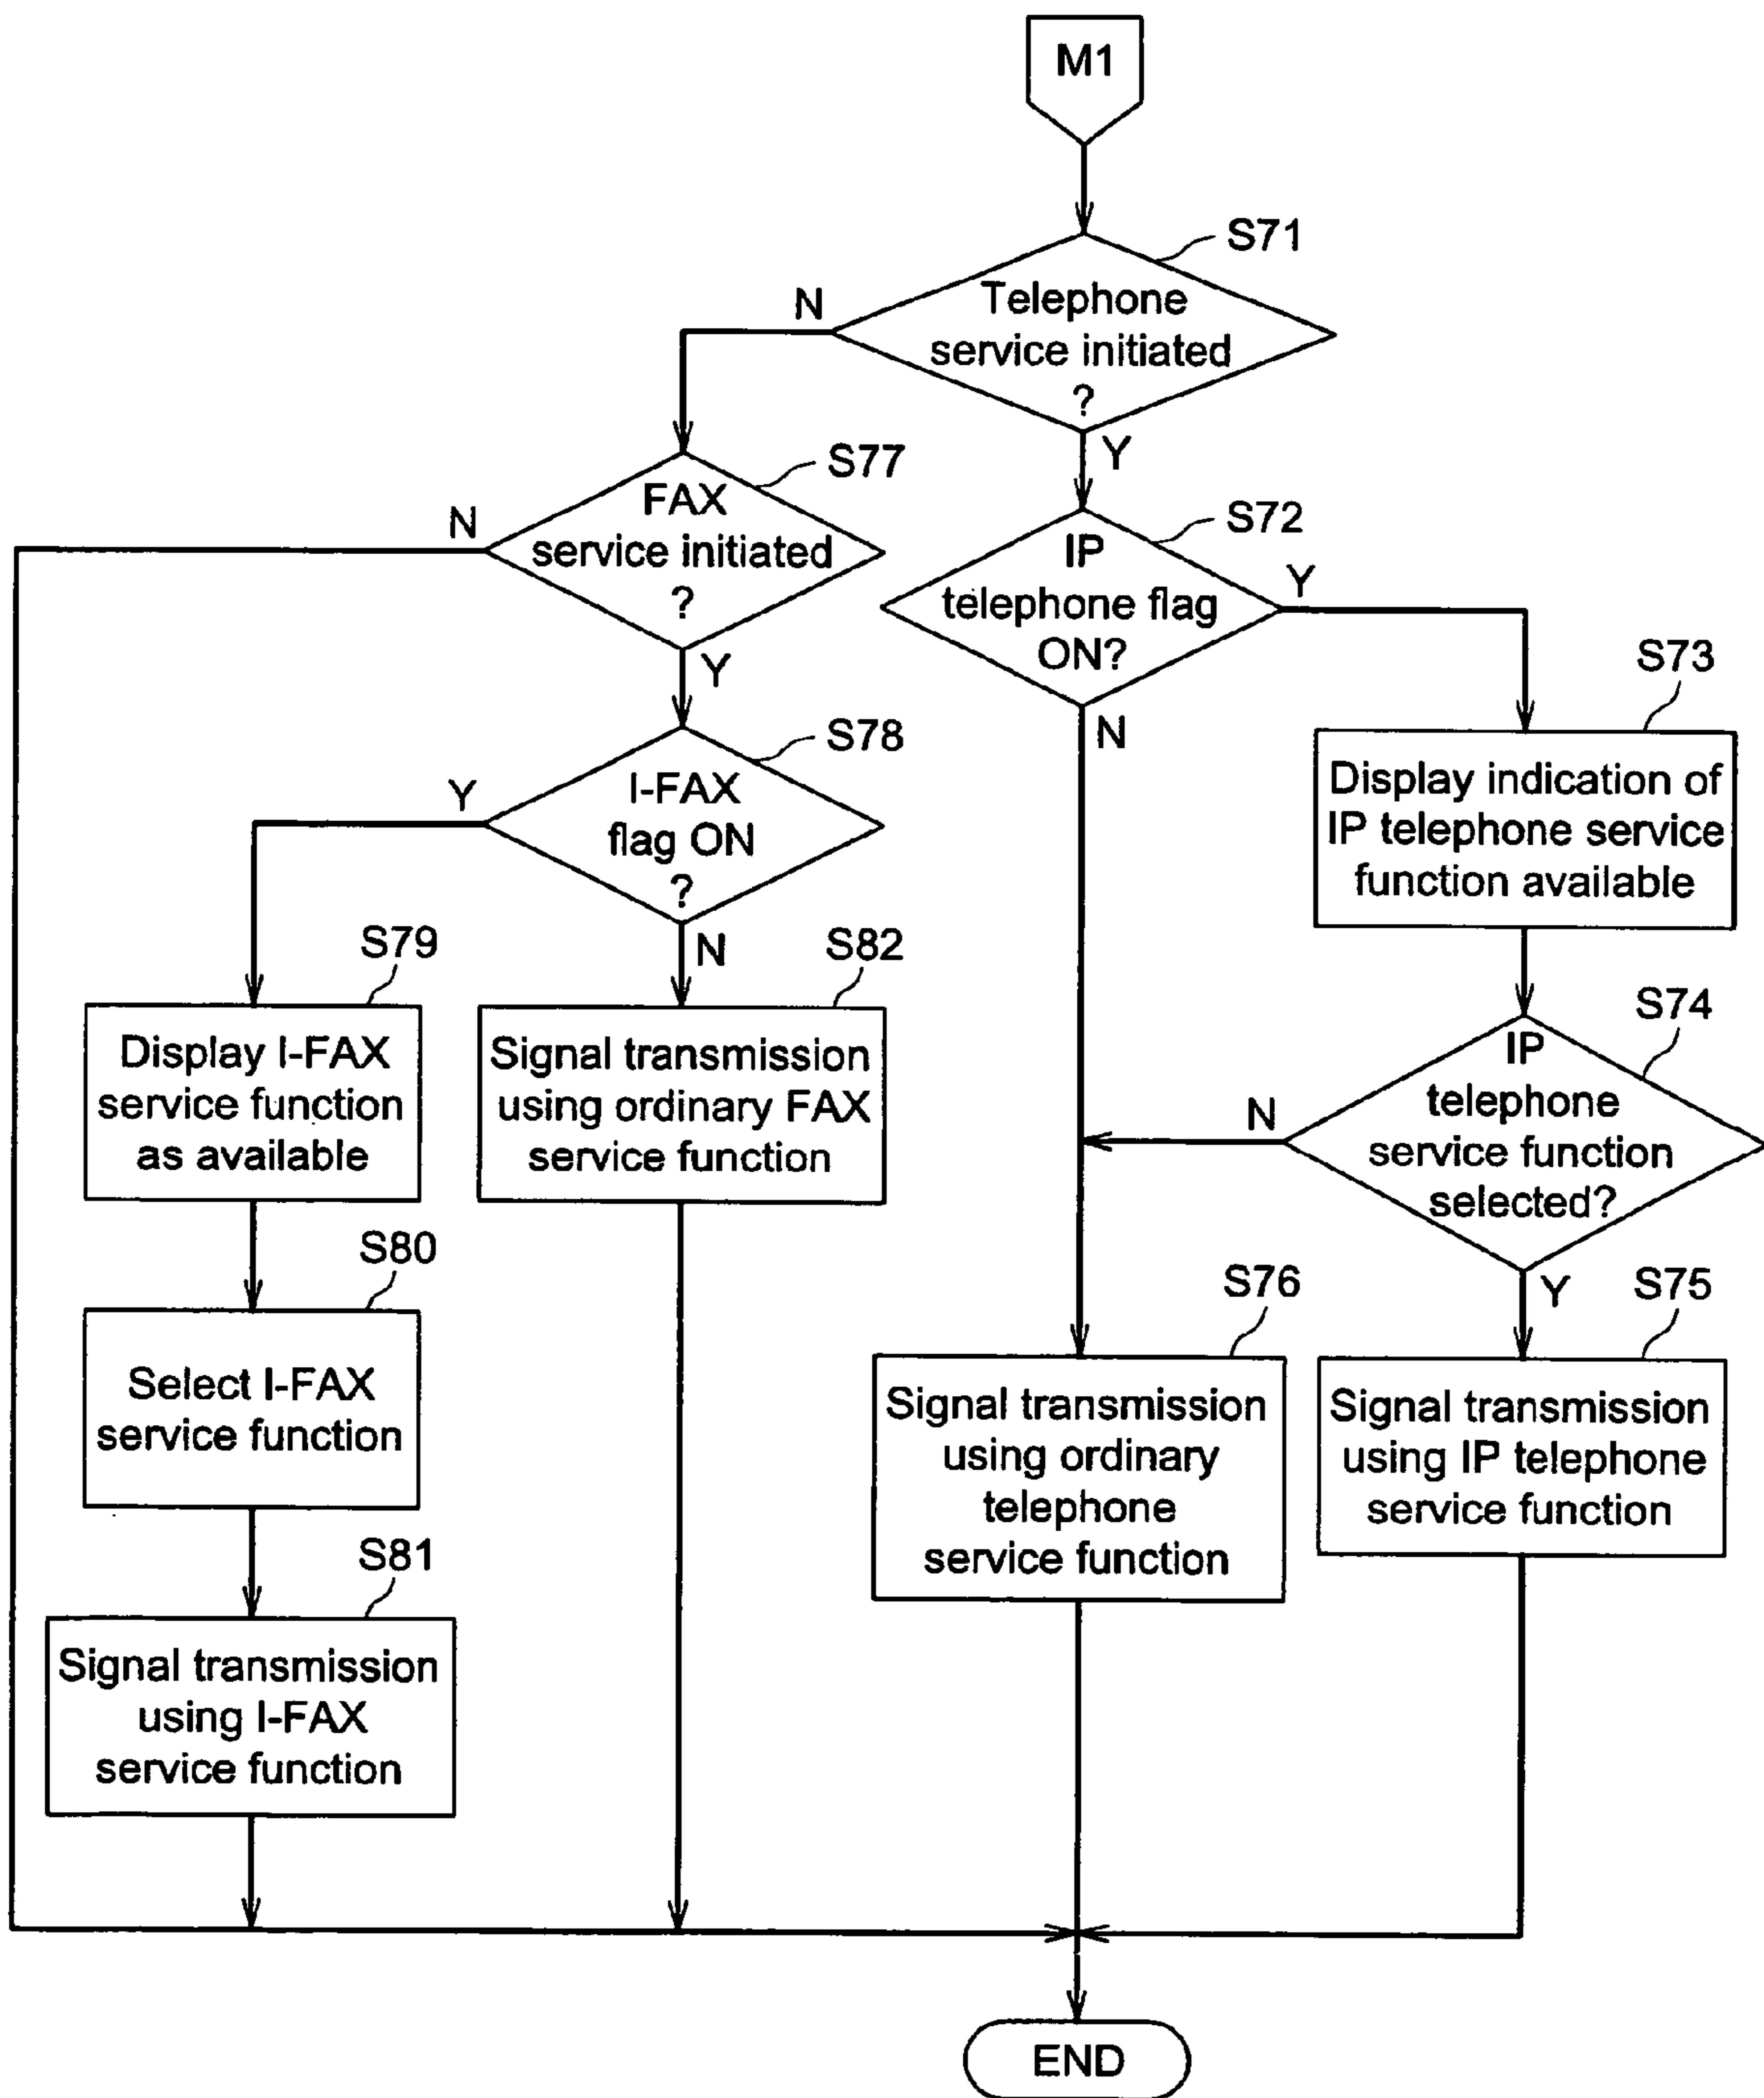 M1
S71
Telephone
service initiated
?
N
Y
S77
FAX
service initiated
?
N
Y
S72
IP
telephone flag
ON?
Y
N
S73
Display indication of
IP telephone service
function available
S78
I-FAX
flag ON
?
Y
N
S79
Display I-FAX
service function
as available
S82
Signal transmission
using ordinary FAX
service function
S74
IP
telephone
service function
selected?
N
Y
S80
Select I-FAX
service function
S76
Signal transmission
using ordinary
telephone
service function
S75
Signal transmission
using IP telephone
service function
S81
Signal transmission
using I-FAX
service function
END